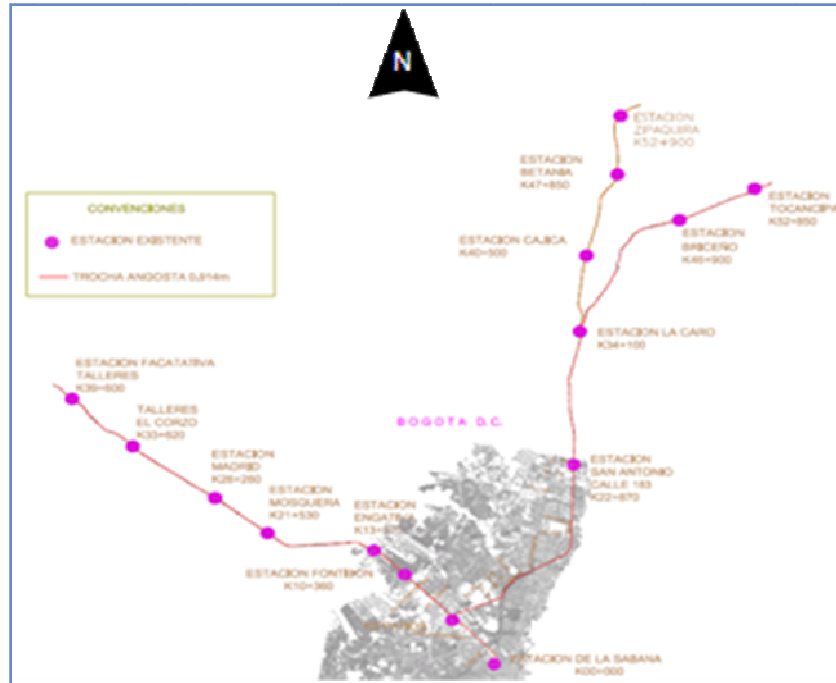 N
ESTACION
ZIPAQUIRA
K52+900
ESTACION
BETANIA
K47+850
ESTACION
TOCANCIPA
K52+850
CONVENCIONES
ESTACION EXISTENTE
TROCHA ANGOSTA 0,914m
ESTACION
BRICEÑO
K46+900
ESTACION CAJICA
K40+500
ESTACION LA CARO
K34+100
ESTACION FACATATIVA
TALLERES
K39+600
TALLERES
EL CORZO
K33+620
BOGOTA D.C.
ESTACION
MADRID
K26+280
ESTACION
SAN ANTONIO
CALLE 183
K22+870
ESTACION
MOSQUERA
K21+530
ESTACION
ENGATIVA
ESTACION FONTIBON
K10+360
ESTACION DE LA SABANA
K00+000